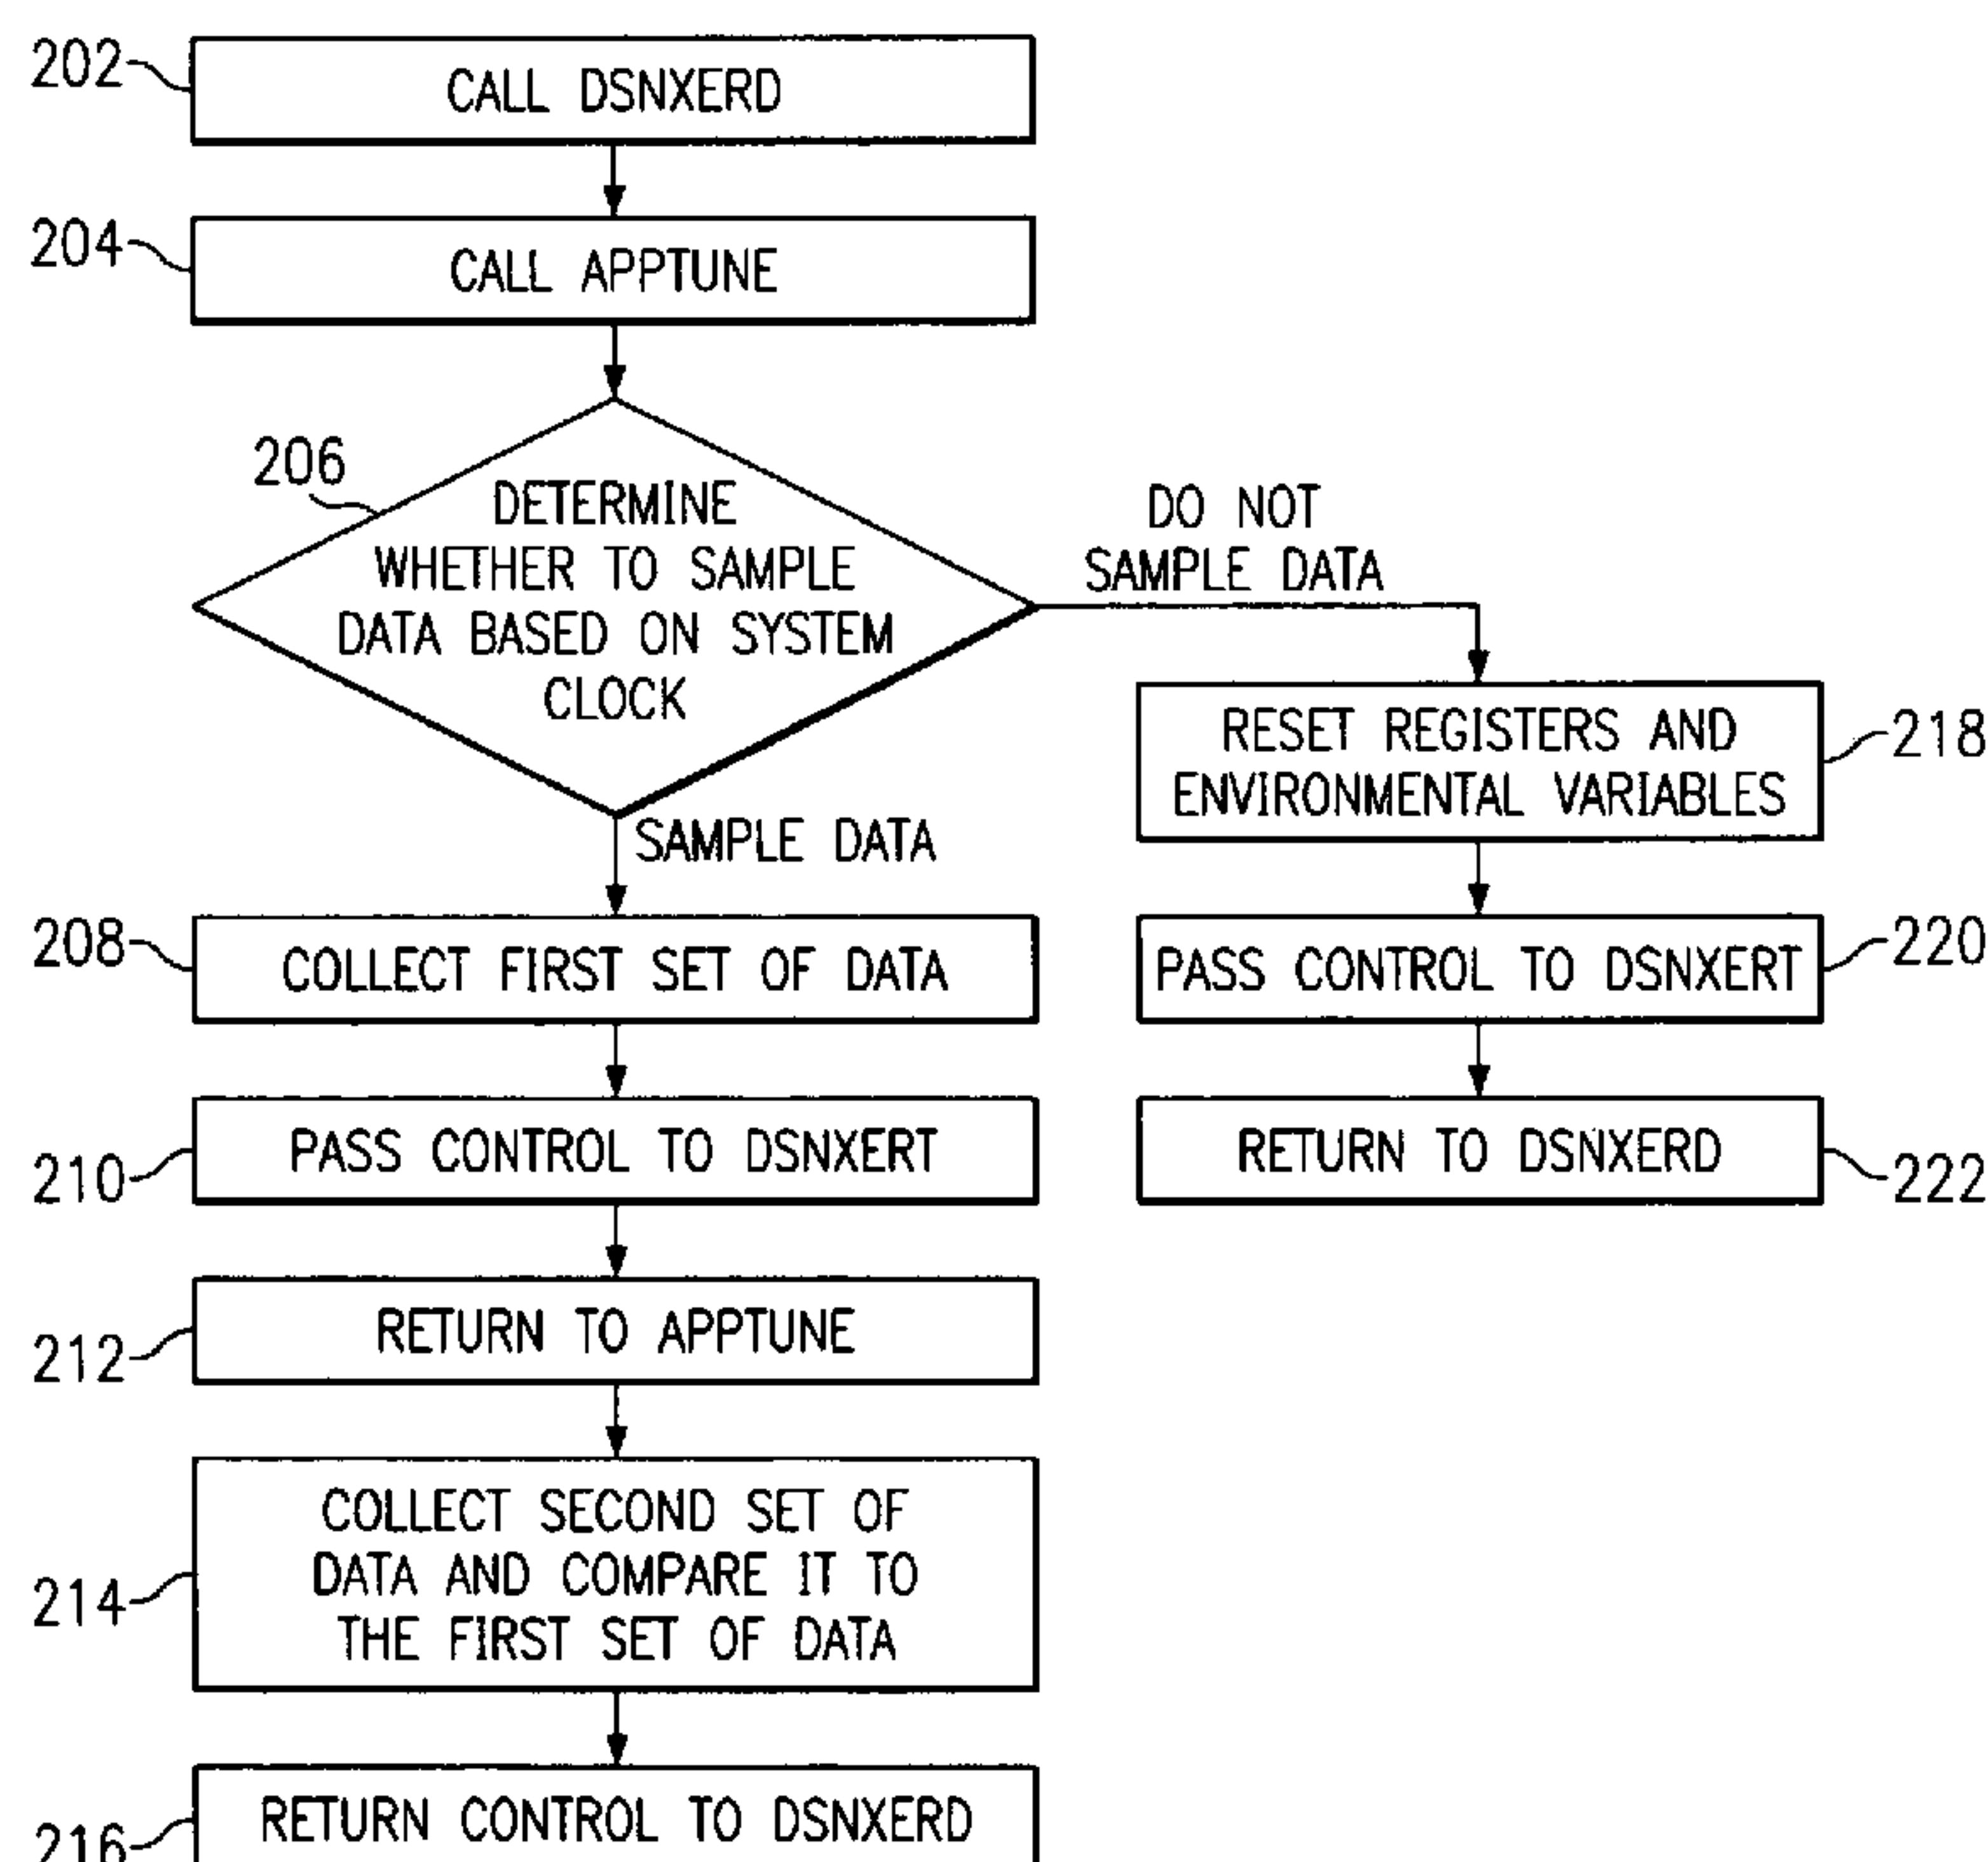 202
CALL DSNXERD
204
CALL APPTUNE
206
DETERMINE
WHETHER TO SAMPLE
DATA BASED ON SYSTEM
CLOCK
DO NOT
SAMPLE DATA
SAMPLE DATA
RESET REGISTERS AND
ENVIRONMENTAL VARIABLES
218
208
COLLECT FIRST SET OF DATA
PASS CONTROL TO DSNXERT
220
210
PASS CONTROL TO DSNXERT
RETURN TO DSNXERD
222
212
RETURN TO APPTUNE
214
COLLECT SECOND SET OF
DATA AND COMPARE IT TO
THE FIRST SET OF DATA
216
RETURN CONTROL TO DSNXERD